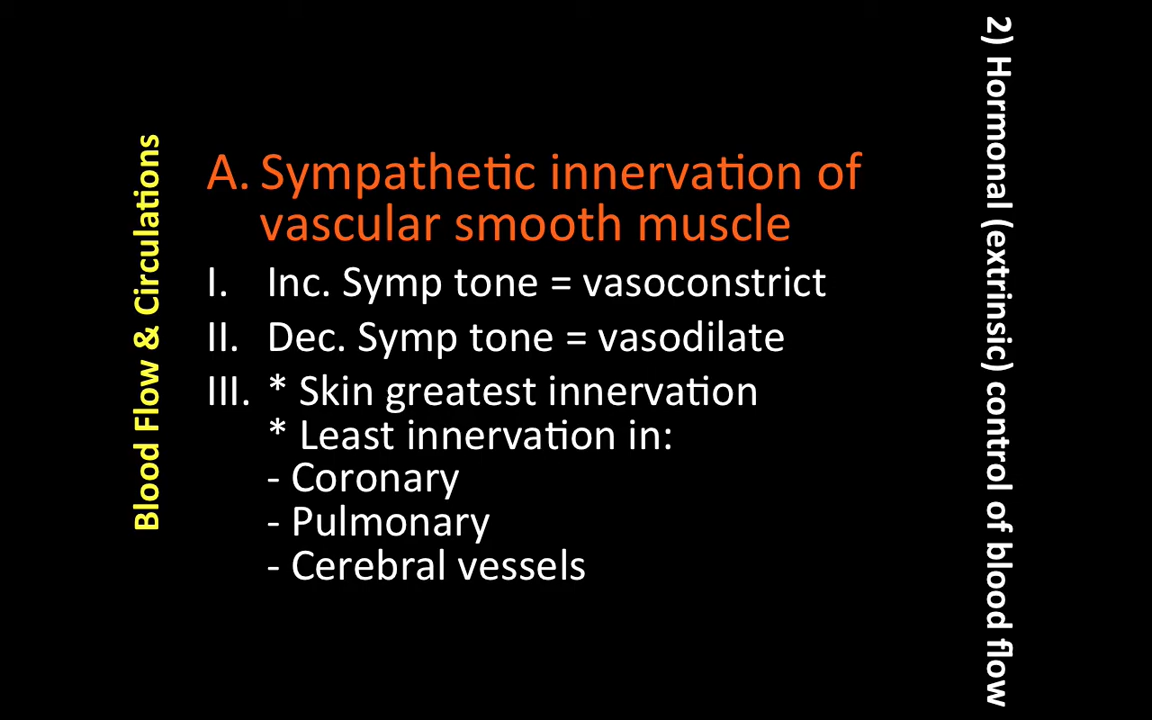 Blood Flow & Circulations
A. Sympathetic innervation of
vascular smooth muscle
I. Inc. Symp tone = vasoconstrict
II. Dec. Symp tone = vasodilate
III. * Skin greatest innervation
* Least innervation in:
- Coronary
- Pulmonary
- Cerebral vessels
2) Hormonal (extrinsic) control of blood flow